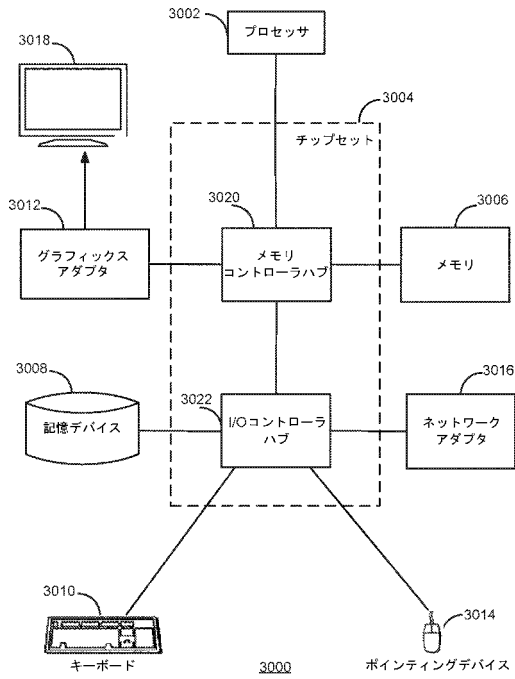 3002
プロセッサ
3018
3004
チップセット
3012
グラフィックス
アダプタ
3020
メモリ
コントローラハブ
3006
メモリ
3008
記憶デバイス
3022
I/Oコントローラ
ハブ
3016
ネットワーク
アダプタ
3010
キーボード
3000
3014
ポインティングデバイス